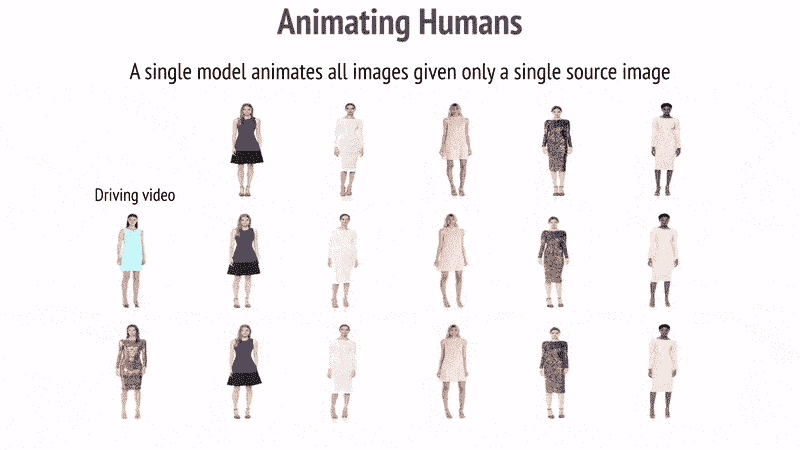 Animating Humans
A single model animates all images given only a single source image
Driving video